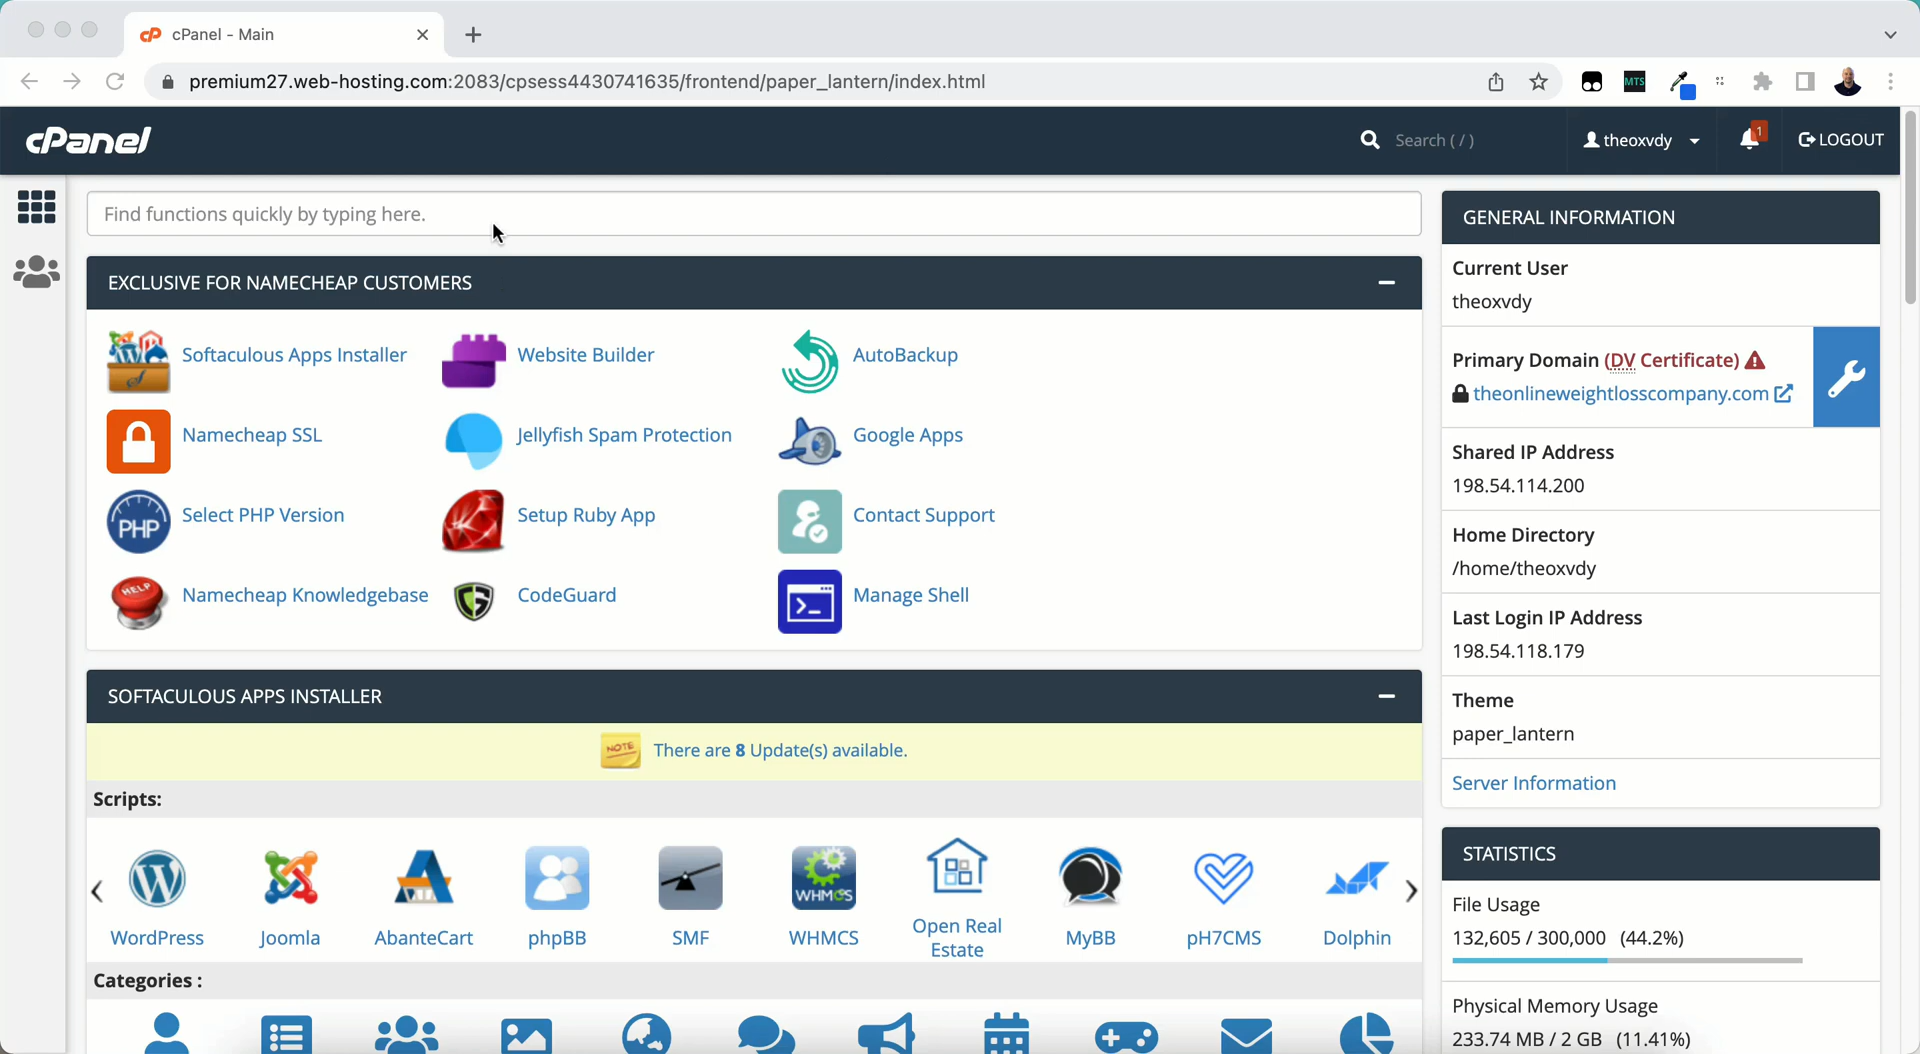 cPanel - Main
premium27.web-hosting.com:2083/cpsess4430741635/frontend/paper_lantern/index.html
MTS
cPanel
Search ( / )
theoxvdy
1
LOGOUT
Find functions quickly by typing here.
EXCLUSIVE FOR NAMECHEAP CUSTOMERS
Softaculous Apps Installer
Website Builder
AutoBackup
Namecheap SSL
Jellyfish Spam Protection
Google Apps
PHP
Select PHP Version
Setup Ruby App
Contact Support
HELP
Namecheap Knowledgebase
CodeGuard
Manage Shell
SOFTACULOUS APPS INSTALLER
NOTE
There are 8 Update(s) available.
Scripts:
WHMCS
WordPress
Joomla
AbanteCart
phpBB
SMF
WHMCS
Open Real
Estate
MyBB
pH7CMS
Dolphin
Categories :
GENERAL INFORMATION
Current User
theoxvdy
Primary Domain (DV Certificate)
theonlineweightlosscompany.com
Shared IP Address
198.54.114.200
Home Directory
/home/theoxvdy
Last Login IP Address
198.54.118.179
Theme
paper_lantern
Server Information
STATISTICS
File Usage
132,605 / 300,000 (44.2%)
Physical Memory Usage
233.74 MB / 2 GB (11.41%)